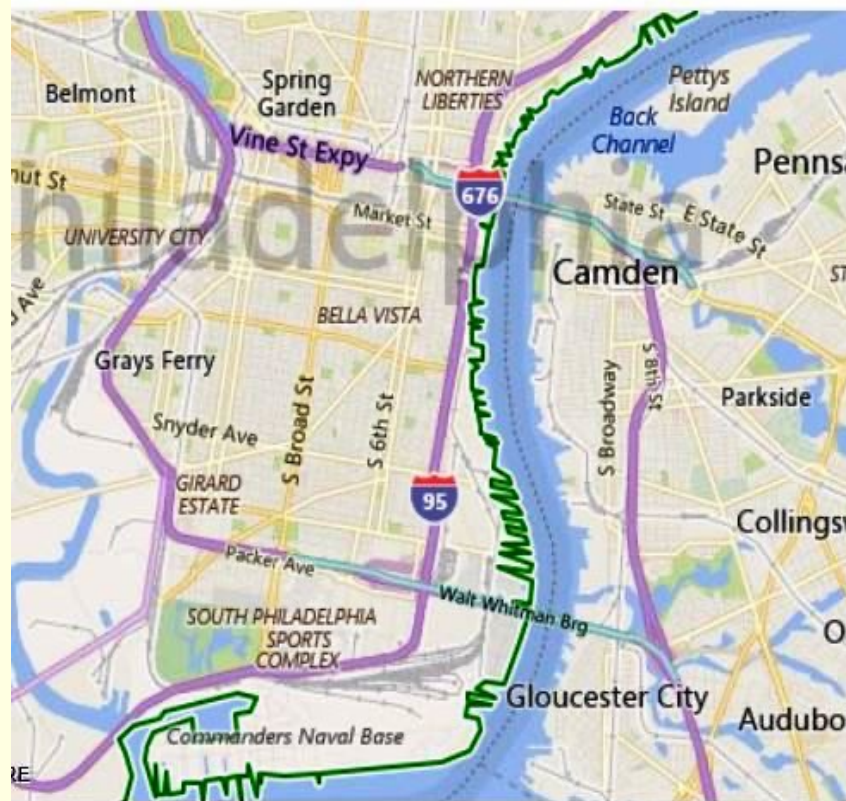 NORTHERN
LIBERTIES
Pettys
Island
Belmont
Spring
Garden
Back
Channel
Vine St Expy
Pennsa
nut St
676
hiladelphia
Market St
State St
E State St
UNIVERSITY CITY
Camden
ST
Ave
BELLA VISTA
Grays Ferry
S Broad St
S 6th St
S Broadway
S 8th St
Parkside
Snyder Ave
GIRARD
ESTATE
95
Collingsw
Packer Ave
Walt Whitman Brg
SOUTH PHILADELPHIA
SPORTS
COMPLEX
O
Gloucester City
Audubo
Commanders Naval Base
RE